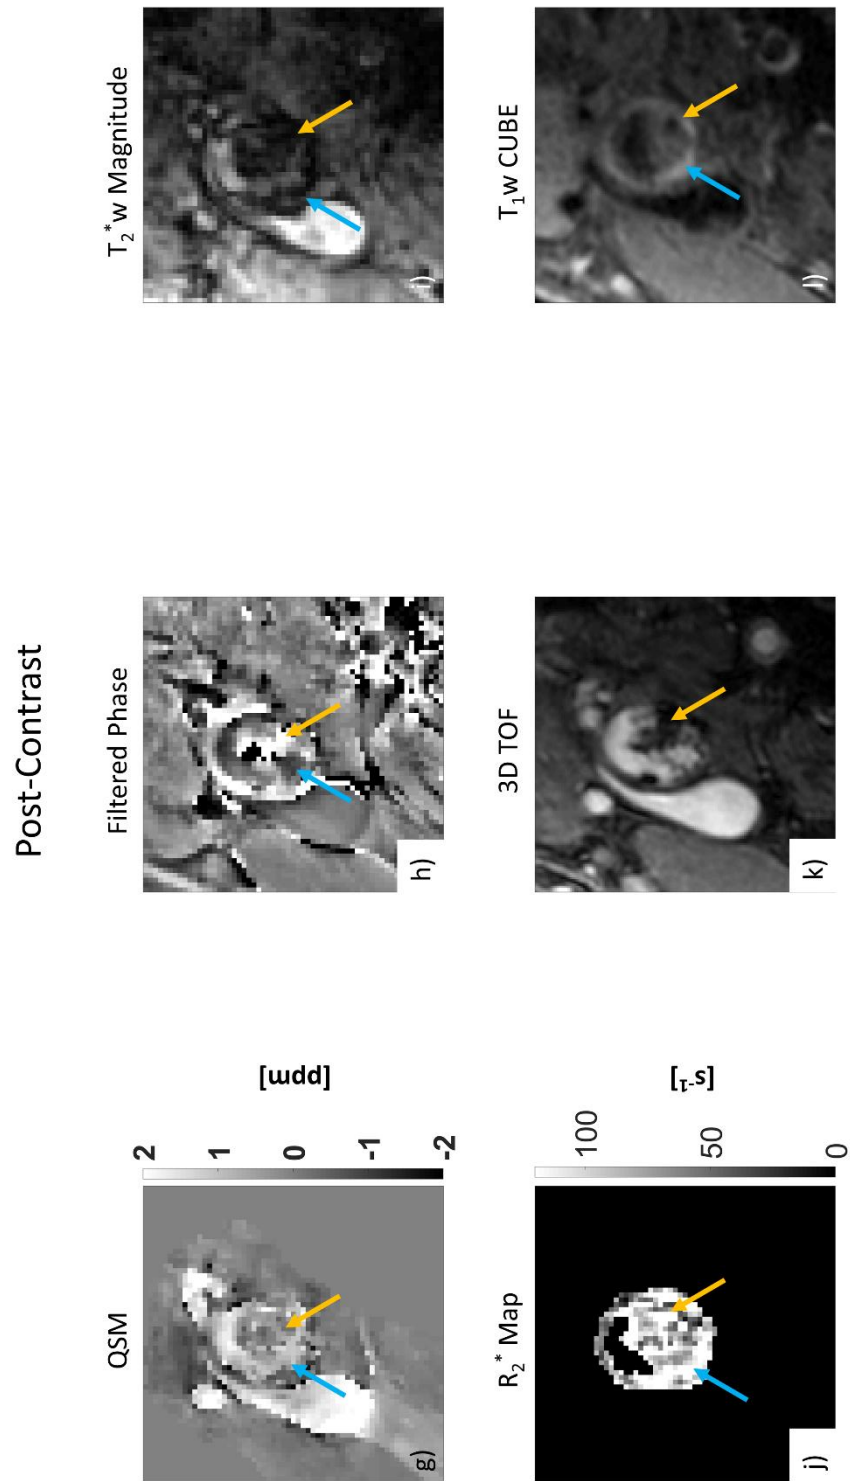 Post-Contrast
QSM
Filtered Phase
T₂*w Magnitude
2
1
0
-1
-2
[ppm]
g)
h)
i)
R₂* Map
3D TOF
T₁w CUBE
100
50
0
[s⁻¹]
j)
k)
l)